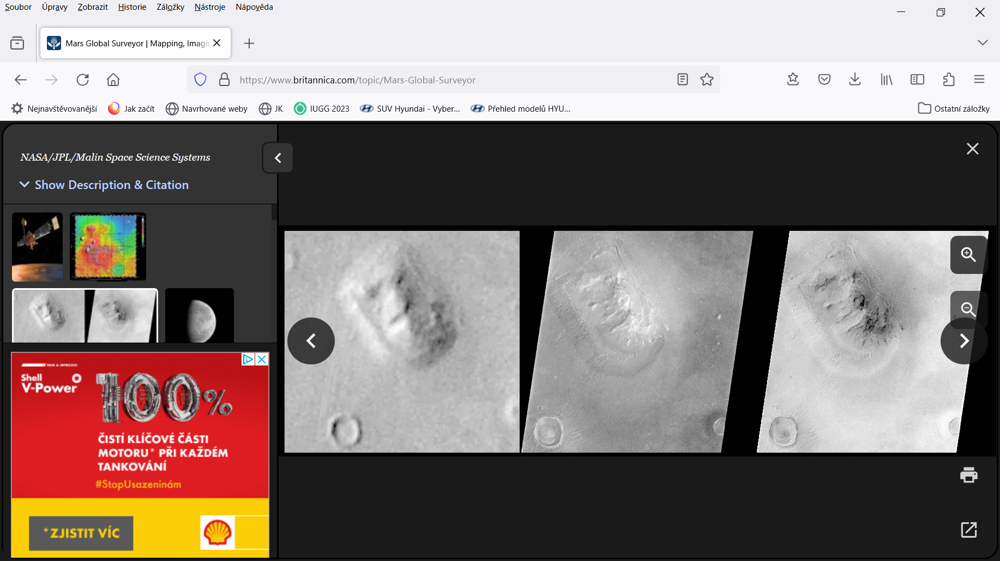 Soubor Úpravy Zobrazit Historie Záložky Nástroje Nápověda
Mars Global Surveyor | Mapping, Imagin
https://www.britannica.com/topic/Mars-Global-Surveyor
Nejnavštěvovanější Jak začít Navrhované weby JK IUGG 2023 SUV Hyundai - Vyber... Přehled modelů HYU... Ostatní záložky
NASA/JPL/Malin Space Science Systems
Show Description & Citation
NEW & IMPROVED
Shell
V-Power
100%
ČISTÍ KLÍČOVÉ ČÁSTI
MOTORU* PŘI KAŽDÉM
TANKOVÁNÍ
#StopUsazeninám
*ZJISTIT VÍC